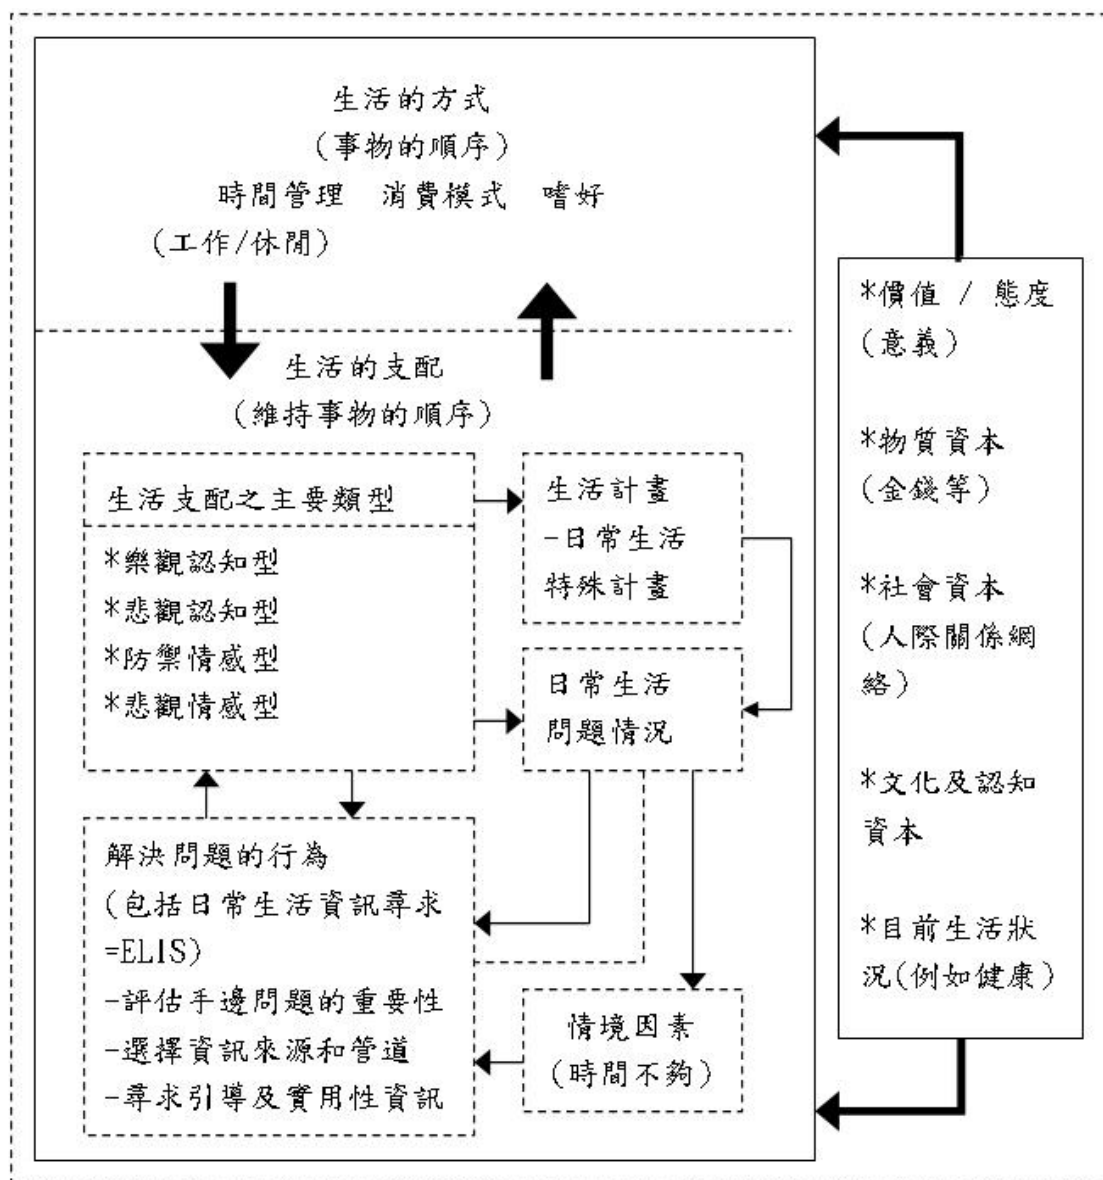 生活的方式
(事物的順序)
時間管理 消費模式 嗜好
(工作/休閒)
生活的支配
(維持事物的順序)
生活支配之主要類型
*樂觀認知型
*悲觀認知型
*防禦情感型
*悲觀情感型
生活計畫
-日常生活
特殊計畫
日常生活
問題情況
解決問題的行為
(包括日常生活資訊尋求
=ELIS)
-評估手邊問題的重要性
-選擇資訊來源和管道
-尋求引導及實用性資訊
情境因素
(時間不夠)
*價值 / 態度
(意義)
*物質資本
(金錢等)
*社會資本
(人際關係網
絡)
*文化及認知
資本
*目前生活狀
況(例如健康)